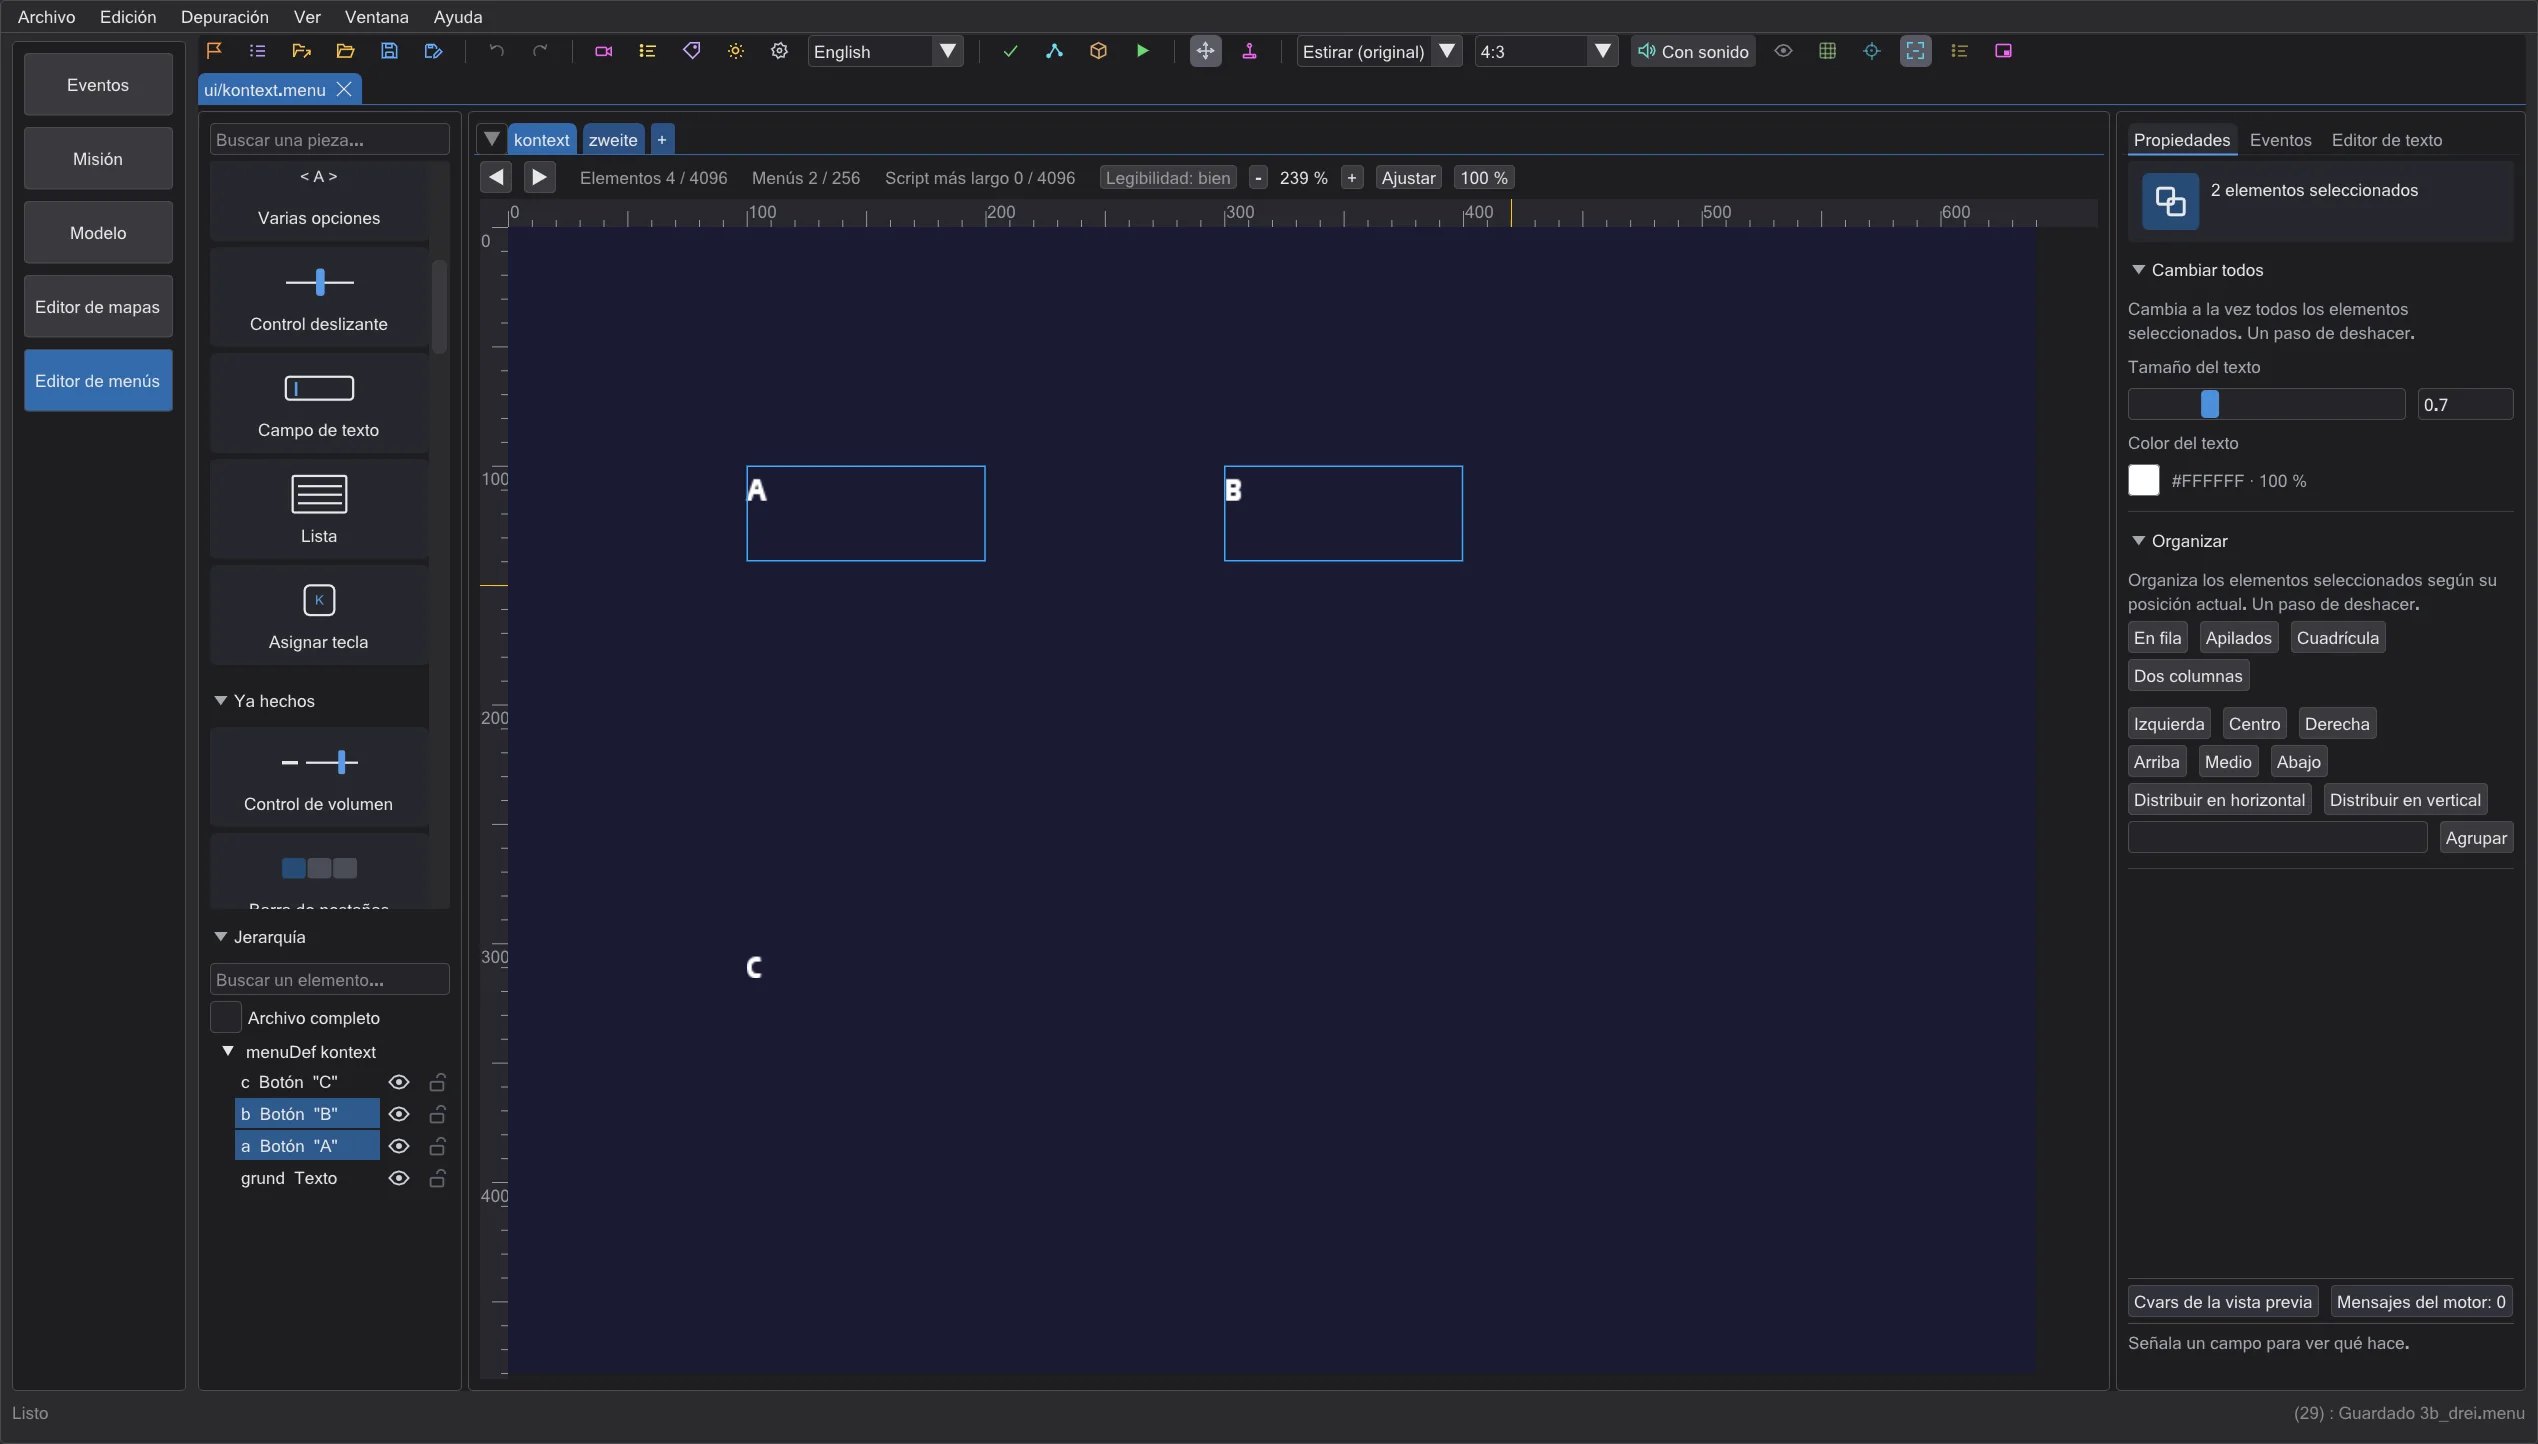 Archivo Edición Depuración Ver Ventana Ayuda
English
Estirar (original)
4:3
Con sonido
ui/kontext.menu
Eventos
Misión
Modelo
Editor de mapas
Editor de menús
Buscar una pieza...
< A >
Varias opciones
Control deslizante
Campo de texto
Lista
K
Asignar tecla
Ya hechos
Control de volumen
Jerarquía
Buscar un elemento...
Archivo completo
menuDef kontext
c Botón "C"
b Botón "B"
a Botón "A"
grund Texto
kontext zweite +
Elementos 4 / 4096 Menús 2 / 256 Script más largo 0 / 4096 Legibilidad: bien - 239 % + Ajustar 100 %
0 100 200 300 400 500 600
0
100
200
300
400
A
B
C
Propiedades Eventos Editor de texto
2 elementos seleccionados
Cambiar todos
Cambia a la vez todos los elementos
seleccionados. Un paso de deshacer.
Tamaño del texto
0.7
Color del texto
#FFFFFF · 100 %
Organizar
Organiza los elementos seleccionados según su
posición actual. Un paso de deshacer.
En fila Apilados Cuadrícula
Dos columnas
Izquierda Centro Derecha
Arriba Medio Abajo
Distribuir en horizontal Distribuir en vertical
Agrupar
Cvars de la vista previa Mensajes del motor: 0
Señala un campo para ver qué hace.
Listo
(29) : Guardado 3b_drei.menu